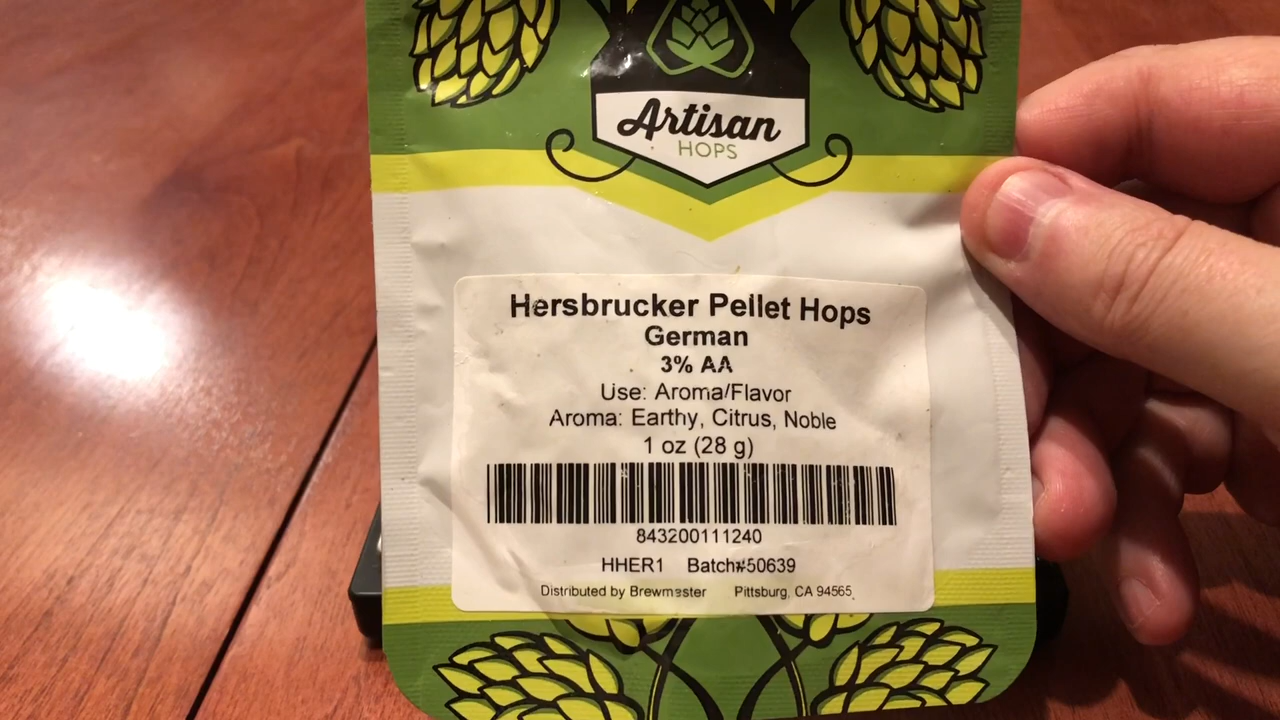 Artisan
HOPS
Hersbrucker Pellet Hops
German
3% AA
Use: Aroma/Flavor
Aroma: Earthy, Citrus, Noble
1 oz (28 g)
843200111240
HHER1 Batch#50639
Distributed by Brewmaster Pittsburg, CA 94565